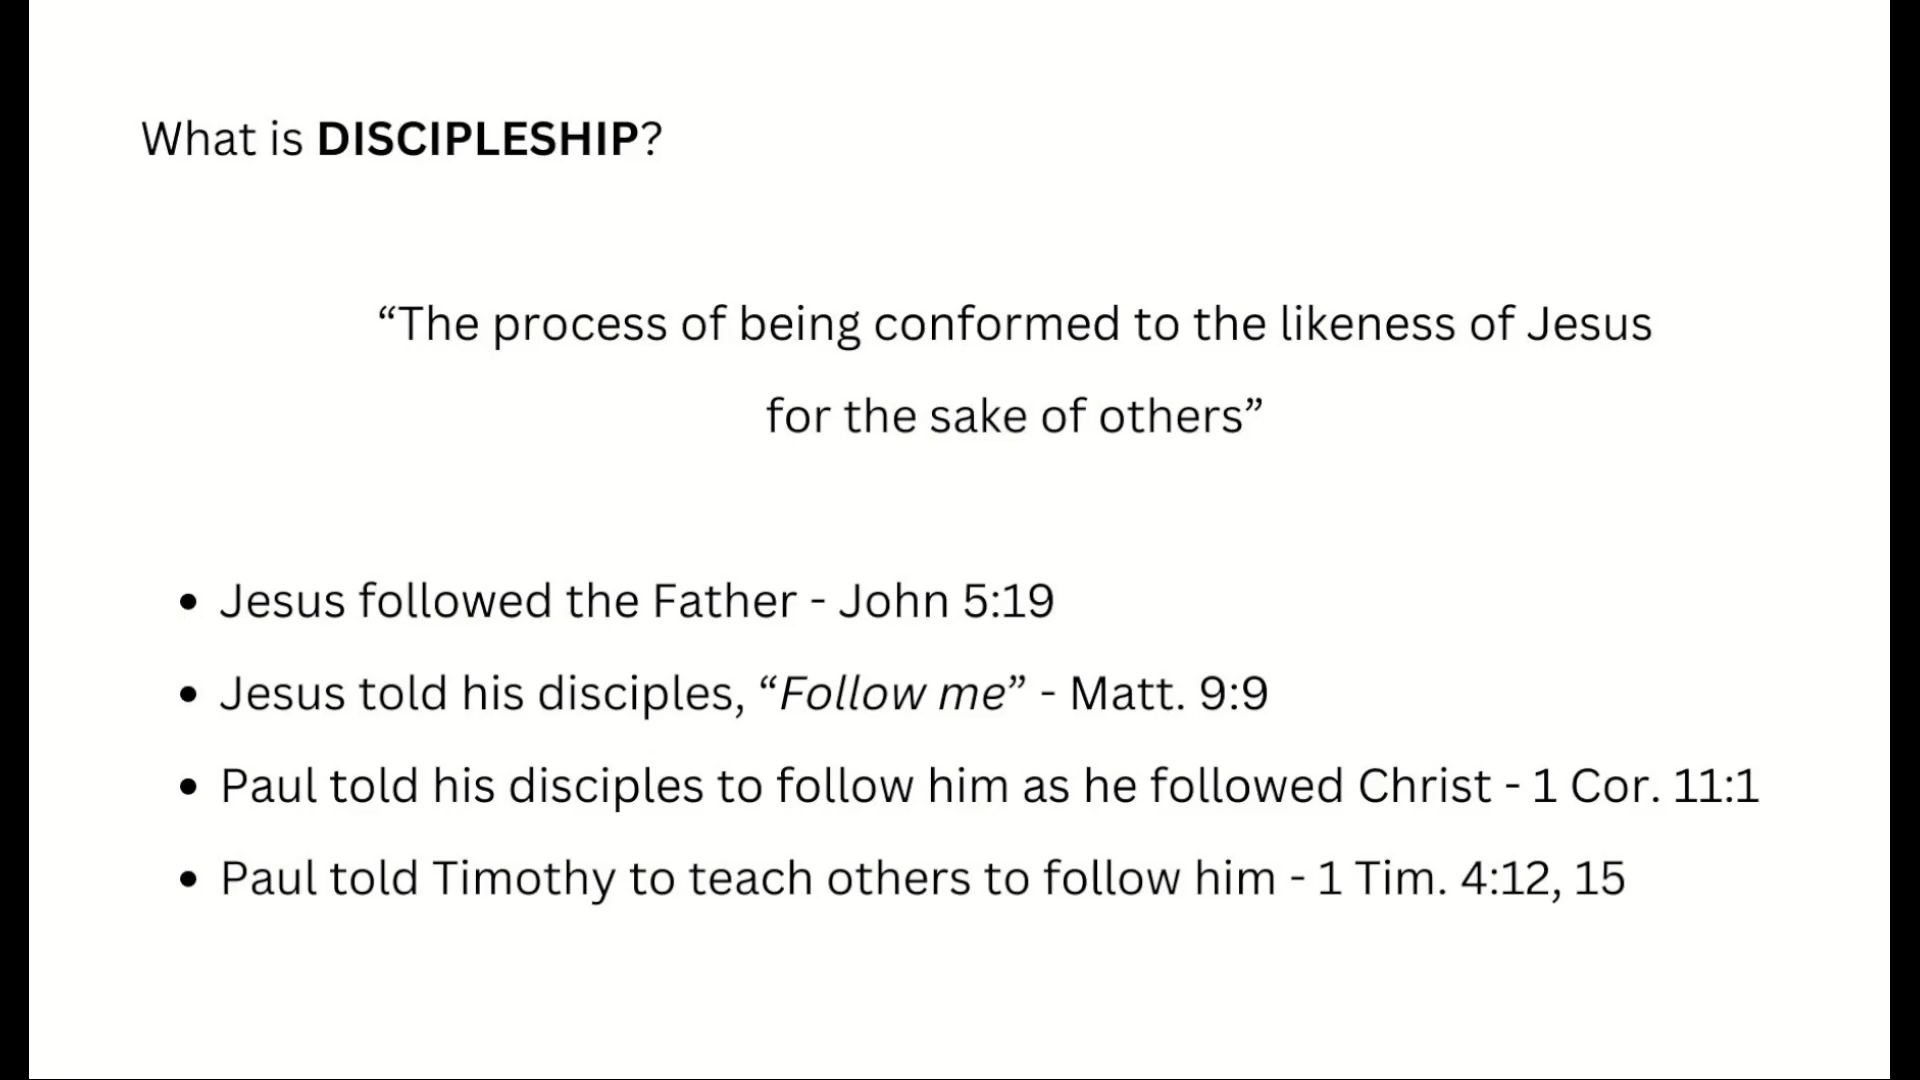 What is DISCIPLESHIP?
“The process of being conformed to the likeness of Jesus
for the sake of others”
• Jesus followed the Father - John 5:19
• Jesus told his disciples, “Follow me” - Matt. 9:9
• Paul told his disciples to follow him as he followed Christ - 1 Cor. 11:1
• Paul told Timothy to teach others to follow him - 1 Tim. 4:12, 15